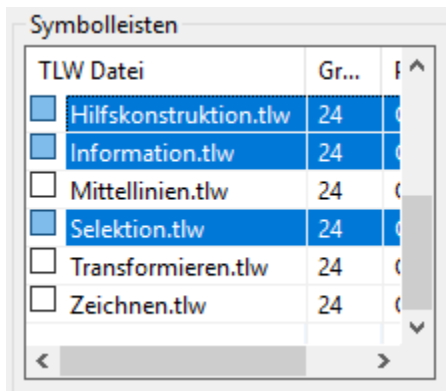 Symbolleisten
TLW Datei Gr...
Hilfskonstruktion.tlw 24
Information.tlw 24
Mittellinien.tlw 24
Selektion.tlw 24
Transformieren.tlw 24
Zeichnen.tlw 24